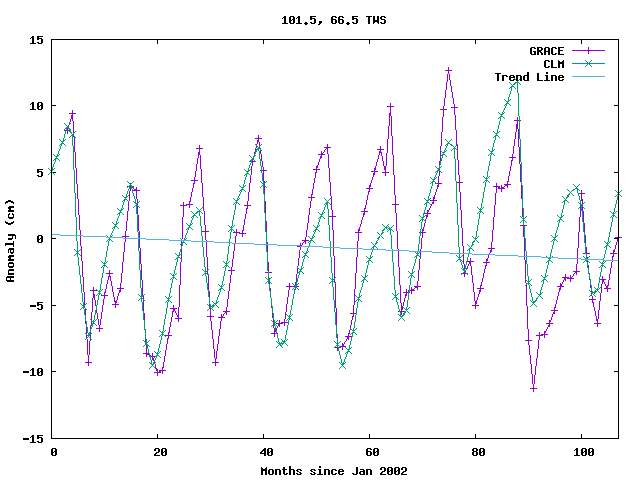 101.5, 66.5 TWS
GRACE
CLM
Trend Line
15
10
5
0
-5
-10
-15
Anomaly (cm)
0 20 40 60 80 100
Months since Jan 2002